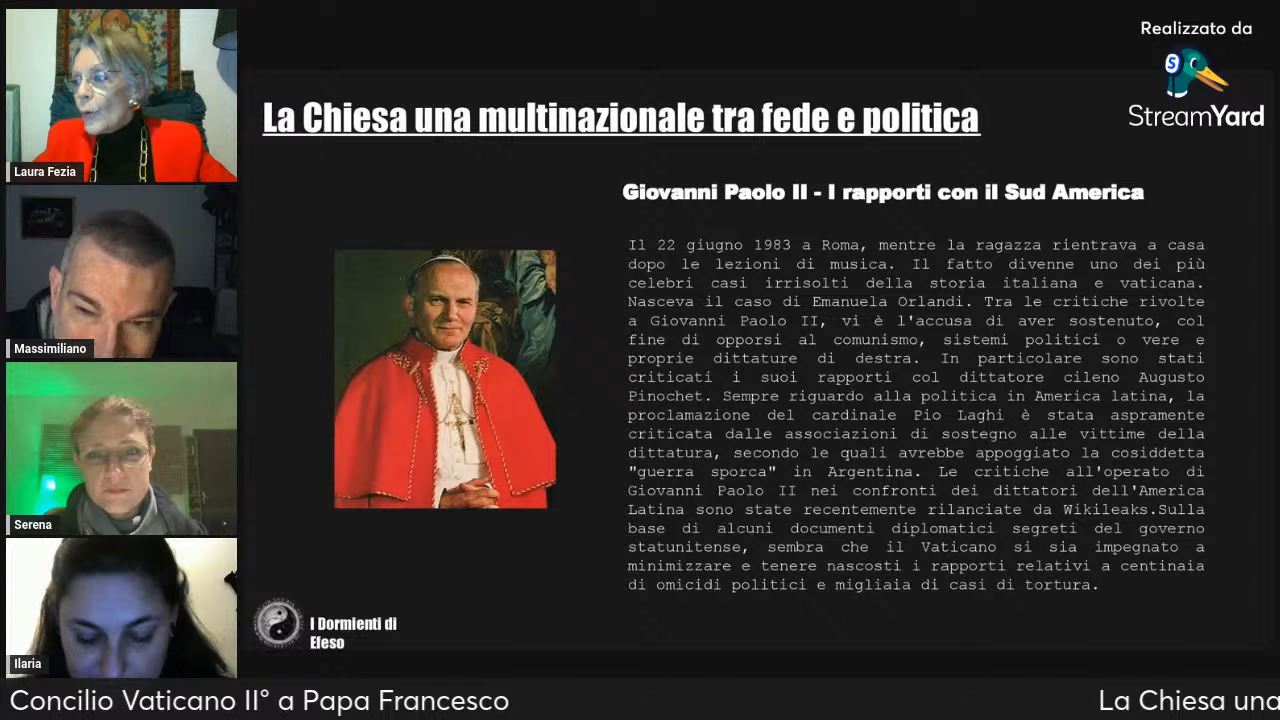 Realizzato da
S
StreamYard
La Chiesa una multinazionale tra fede e politica
Laura Fezia
Giovanni Paolo II - I rapporti con il Sud America
Il 22 giugno 1983 a Roma, mentre la ragazza rientrava a casa
dopo le lezioni di musica. Il fatto divenne uno dei più
celebri casi irrisolti della storia italiana e vaticana.
Nasceva il caso di Emanuela Orlandi. Tra le critiche rivolte
a Giovanni Paolo II, vi è l'accusa di aver sostenuto, col
fine di opporsi al comunismo, sistemi politici o vere e
proprie dittature di destra. In particolare sono stati
criticati i suoi rapporti col dittatore cileno Augusto
Pinochet. Sempre riguardo alla politica in America latina, la
proclamazione del cardinale Pio Laghi è stata aspramente
criticata dalle associazioni di sostegno alle vittime della
dittatura, secondo le quali avrebbe appoggiato la cosiddetta
"guerra sporca" in Argentina. Le critiche all'operato di
Giovanni Paolo II nei confronti dei dittatori dell'America
Latina sono state recentemente rilanciate da Wikileaks.Sulla
base di alcuni documenti diplomatici segreti del governo
statunitense, sembra che il Vaticano si sia impegnato a
minimizzare e tenere nascosti i rapporti relativi a centinaia
di omicidi politici e migliaia di casi di tortura.
Massimiliano
Serena
Ilaria
I Dormienti di
Efeso
Concilio Vaticano II° a Papa Francesco
La Chiesa una